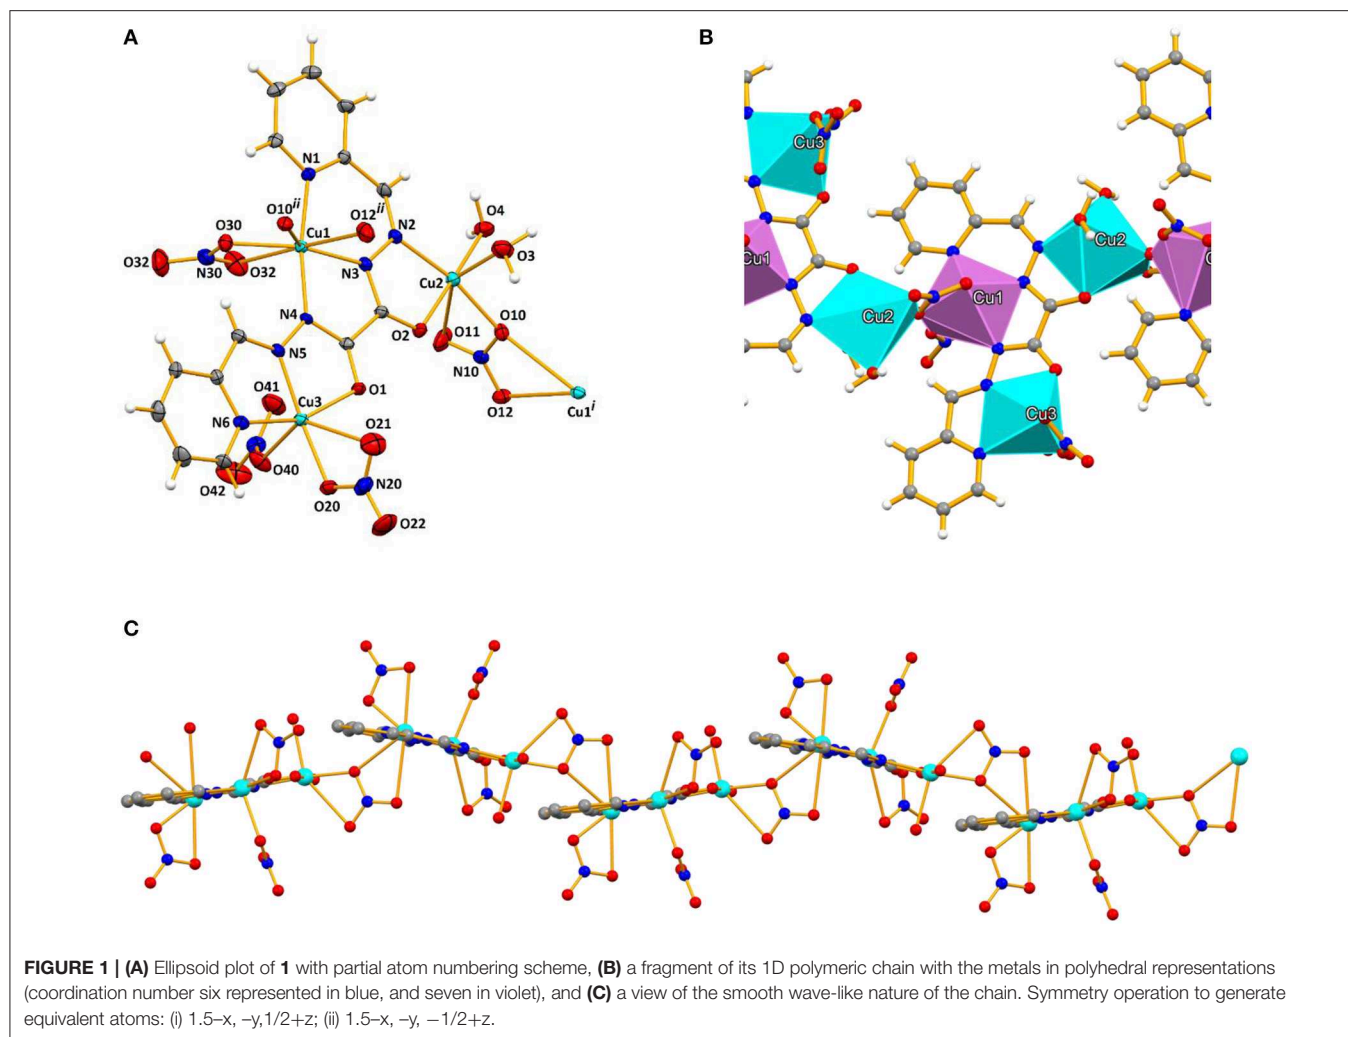 A
B
N1
O10ii
O12ii
O4
O30
Cu1
N2
O3
O32
N30
O32
N3
Cu2
N4
O11
O10
O2
N5
N10
O41
O1
O12
Cu1i
Cu3
N6
O21
O40
N20
O42
O20
O22
Cu3
Cu2
Cu1
Cu1
C
Cu2
Cu3
C
FIGURE 1 | (A) Ellipsoid plot of 1 with partial atom numbering scheme, (B) a fragment of its 1D polymeric chain with the metals in polyhedral representations
(coordination number six represented in blue, and seven in violet), and (C) a view of the smooth wave-like nature of the chain. Symmetry operation to generate
equivalent atoms: (i) 1.5–x, –y,1/2+z; (ii) 1.5–x, –y, −1/2+z.